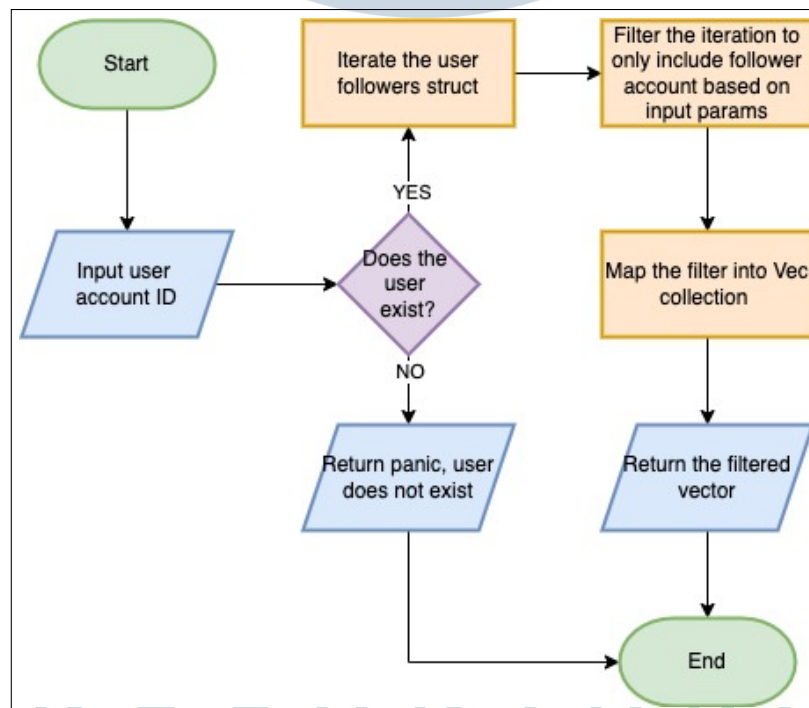 Start
Iterate the user
followers struct
Filter the iteration to
only include follower
account based on
input params
YES
Input user
account ID
Does the
user
exist?
Map the filter into Vec
collection
NO
Return panic, user
does not exist
Return the filtered
vector
End